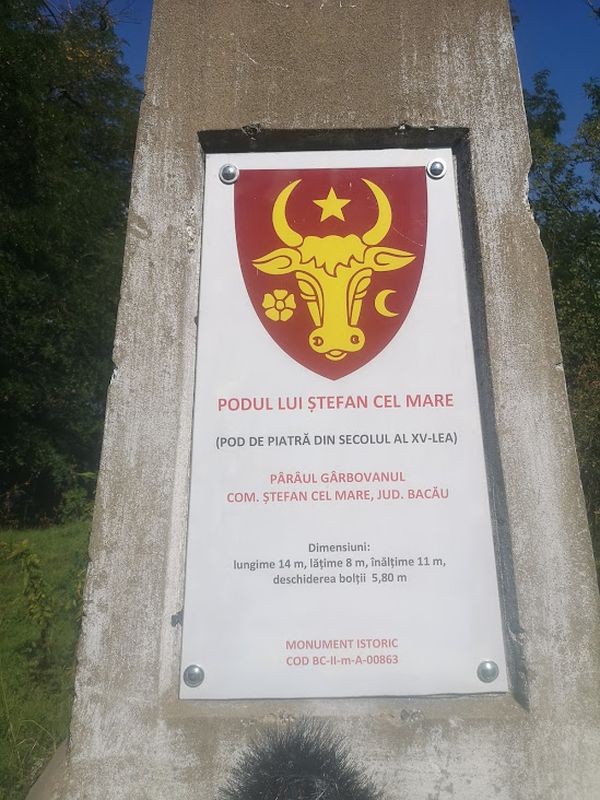 PODUL LUI ȘTEFAN CEL MARE
(POD DE PIATRĂ DIN SECOLUL AL XV-LEA)
PÂRÂUL GÂRBOVANUL
COM. ȘTEFAN CEL MARE, JUD. BACĂU
Dimensiuni:
lungime 14 m, lățime 8 m, înălțime 11 m,
deschiderea bolții 5,80 m
MONUMENT ISTORIC
COD BC-II-m-A-00863